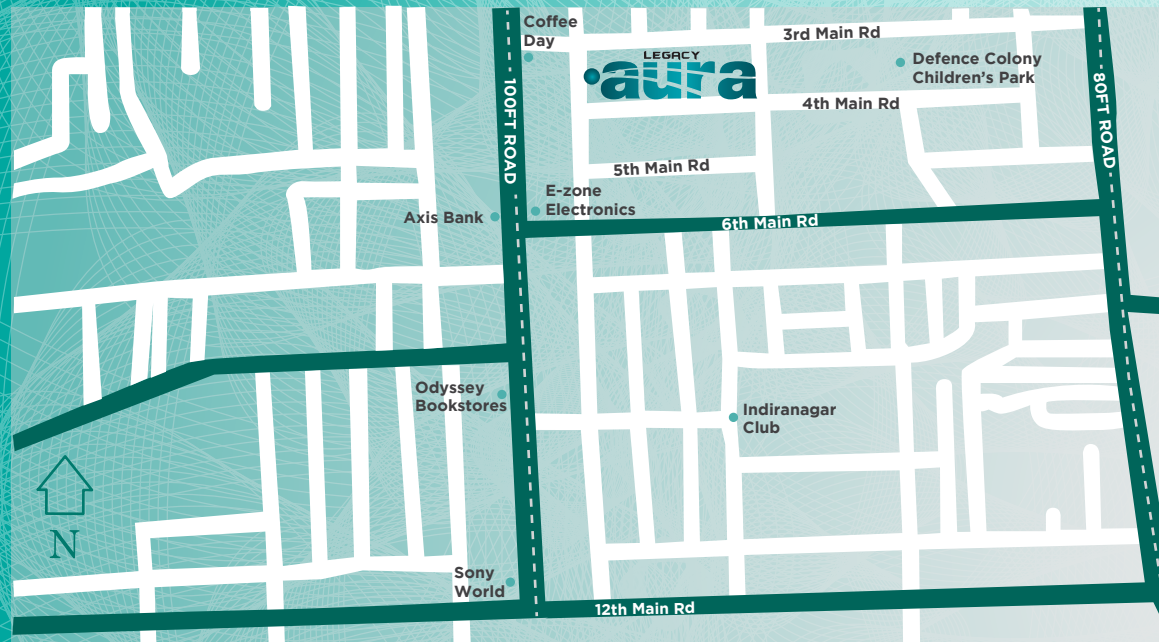 Coffee
Day
3rd Main Rd
LEGACY
aura
Defence Colony
Children's Park
100FT ROAD
80FT ROAD
4th Main Rd
5th Main Rd
E-zone
Electronics
Axis Bank
6th Main Rd
Odyssey
Bookstores
Indiranagar
Club
N
Sony
World
12th Main Rd